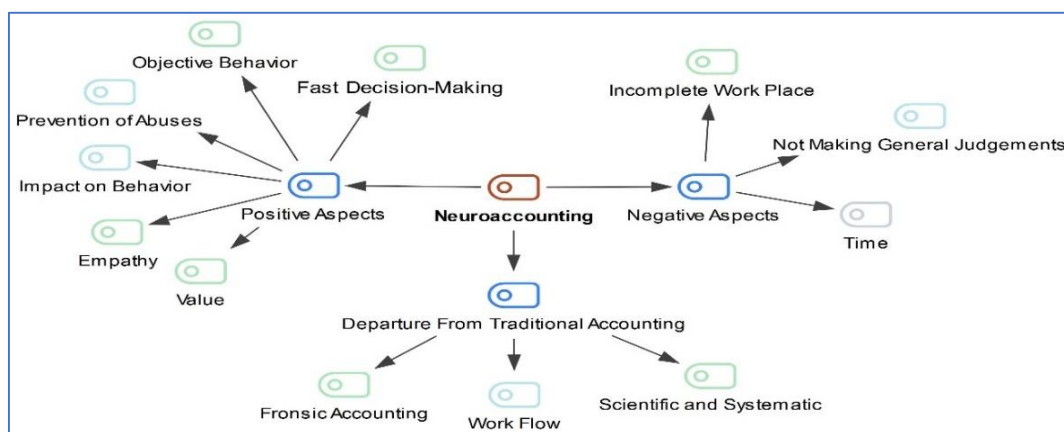 Objective Behavior
Fast Decision-Making
Incomplete Work Place
Prevention of Abuses
Not Making General Judgements
Impact on Behavior
Positive Aspects
Neuroaccounting
Negative Aspects
Time
Empathy
Value
Departure From Traditional Accounting
Fronsic Accounting
Work Flow
Scientific and Systematic